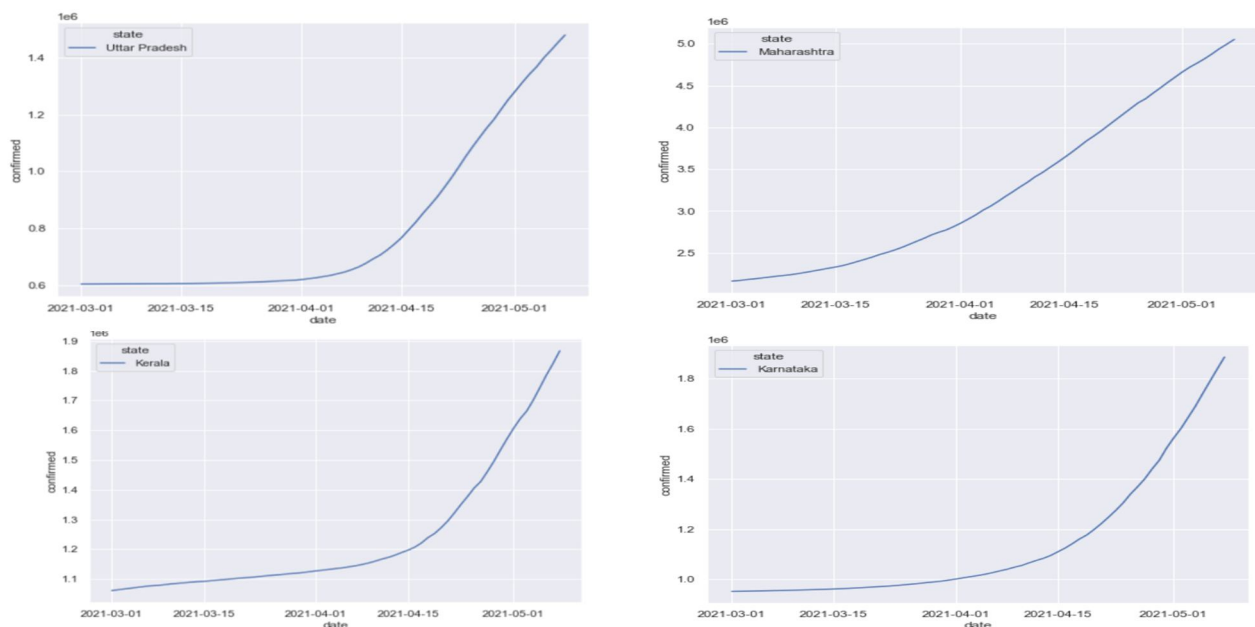 1e6
state
Uttar Pradesh
1.4
1.2
1.0
0.8
0.6
confirmed
2021-03-01 2021-03-15 2021-04-01 2021-04-15 2021-05-01
date
1e6
state
Maharashtra
5.0
4.5
4.0
3.5
3.0
2.5
confirmed
2021-03-01 2021-03-15 2021-04-01 2021-04-15 2021-05-01
date
1e6
state
Kerala
1.9
1.8
1.7
1.6
1.5
1.4
1.3
1.2
1.1
confirmed
2021-03-01 2021-03-15 2021-04-01 2021-04-15 2021-05-01
date
1e6
state
Karnataka
1.8
1.6
1.4
1.2
1.0
confirmed
2021-03-01 2021-03-15 2021-04-01 2021-04-15 2021-05-01
date